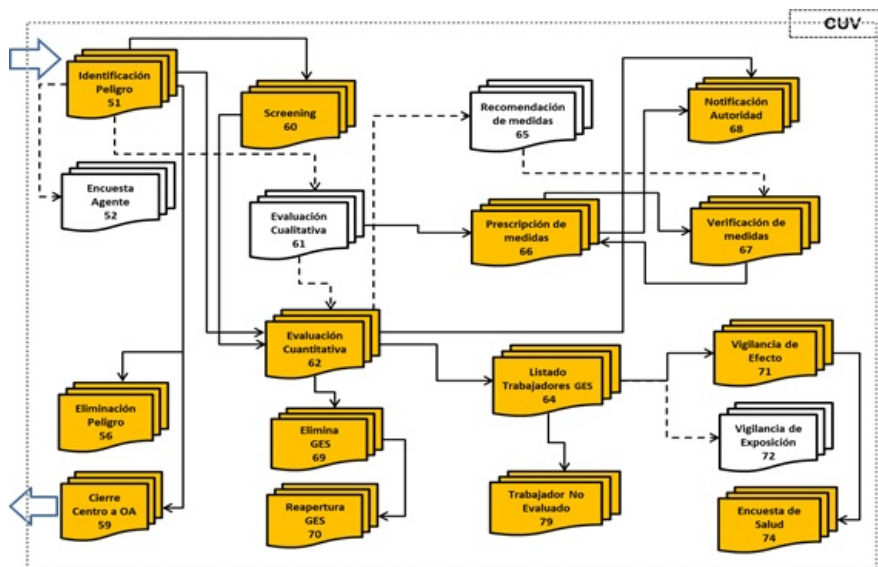 CUV
Identificación
Peligro
51
Screening
60
Recomendación
de medidas
65
Notificación
Autoridad
68
Encuesta
Agente
52
Evaluación
Cualitativa
61
Prescripción de
medidas
66
Verificación de
medidas
67
Evaluación
Cuantitativa
62
Listado
Trabajadores GES
64
Vigilancia de
Efecto
71
Eliminación
Peligro
56
Elimina
GES
69
Vigilancia de
Exposición
72
Cierre
Centro a OA
59
Reapertura
GES
70
Trabajador No
Evaluado
79
Encuesta de
Salud
74